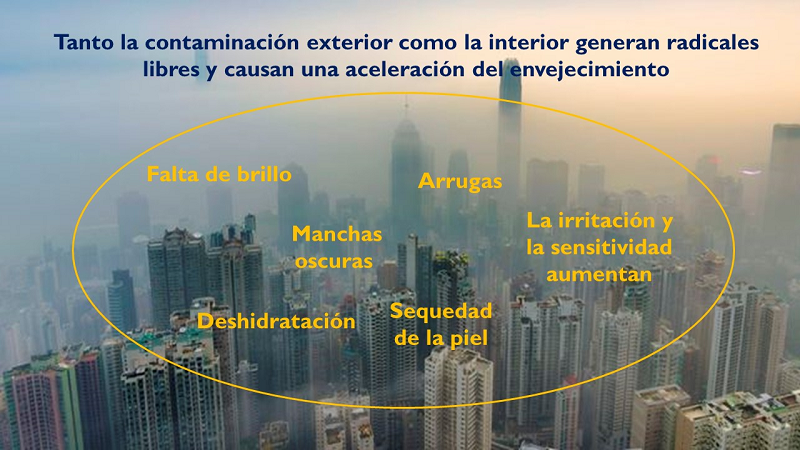 Tanto la contaminación exterior como la interior generan radicales
libres y causan una aceleración del envejecimiento
Falta de brillo
Arrugas
La irritación y
la sensitividad
aumentan
Manchas
oscuras
Deshidratación
Sequedad
de la piel